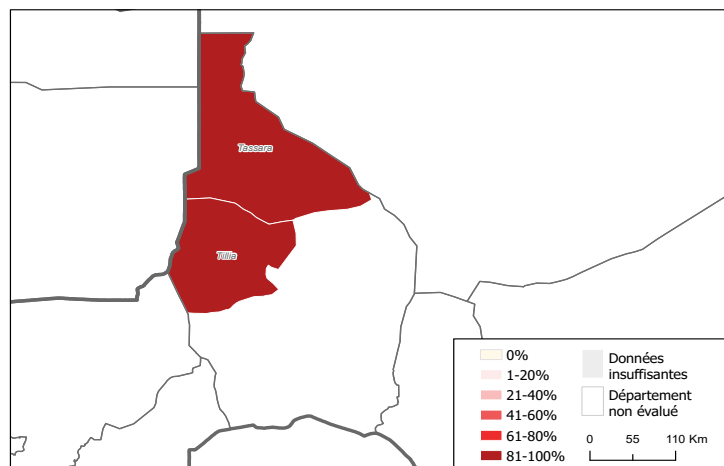 Tassara
Tillia
0%
1-20%
21-40%
41-60%
61-80%
81-100%
Données
insuffisantes
Département
non évalué
0 55 110 Km